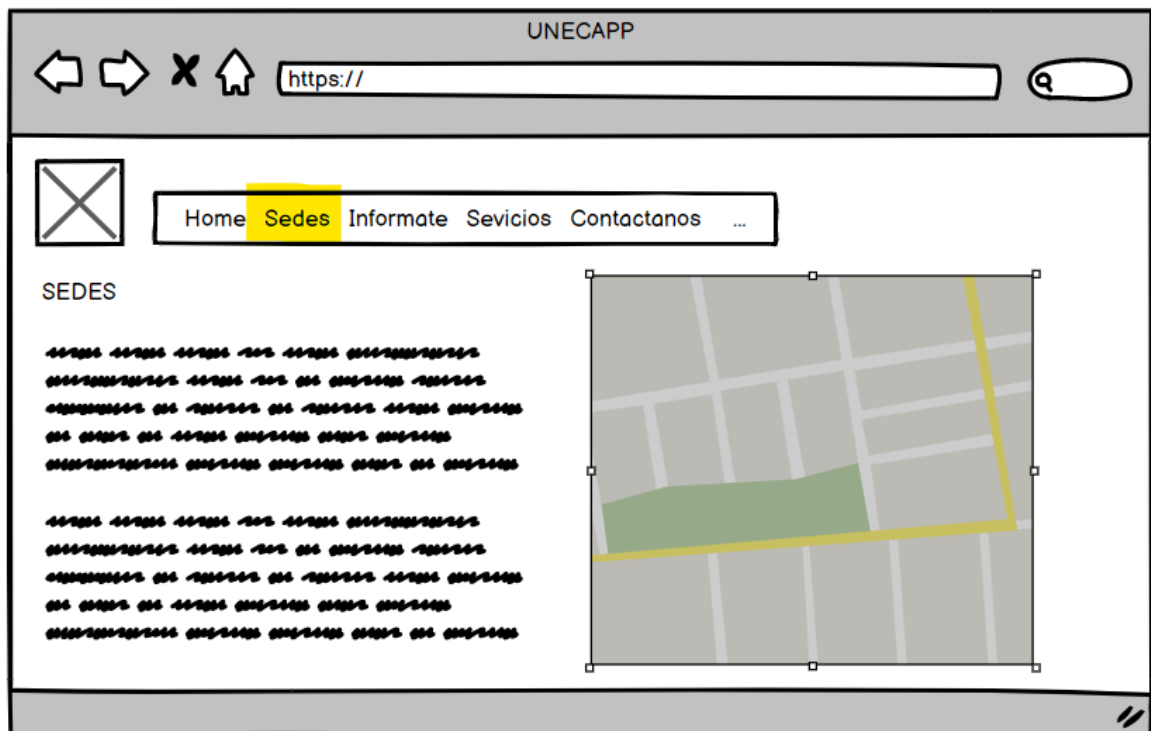 UNECAPP
https://
Home Sedes Informate Sevicios Contactanos ...
SEDES